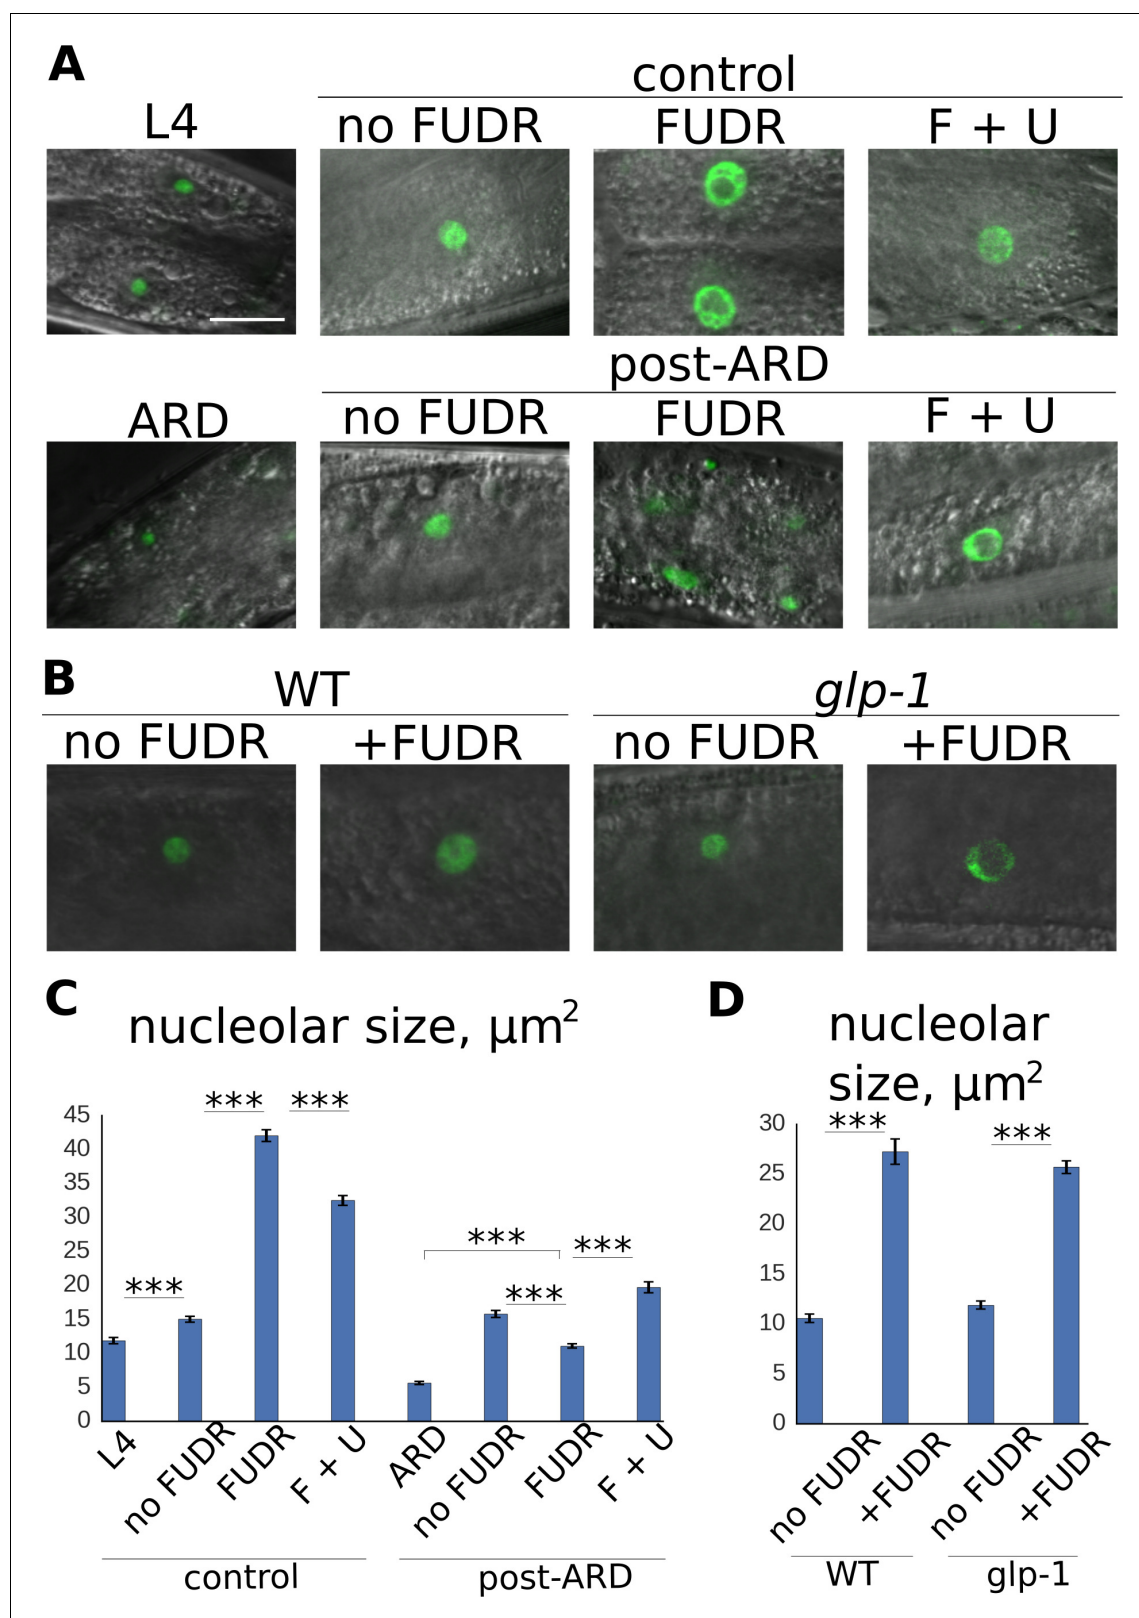 A
control
L4
no FUDR
FUDR
F + U
post-ARD
ARD
no FUDR
FUDR
F + U
B
WT
glp-1
no FUDR
+FUDR
no FUDR
+FUDR
C
nucleolar size, μm²
45
40
35
30
25
20
15
10
5
0
***
***
***
***
***
***
L4
no FUDR
FUDR
F + U
ARD
no FUDR
FUDR
F + U
control
post-ARD
D
nucleolar
size, μm²
30
25
20
15
10
5
0
***
***
no FUDR
+FUDR
no FUDR
+FUDR
WT
glp-1